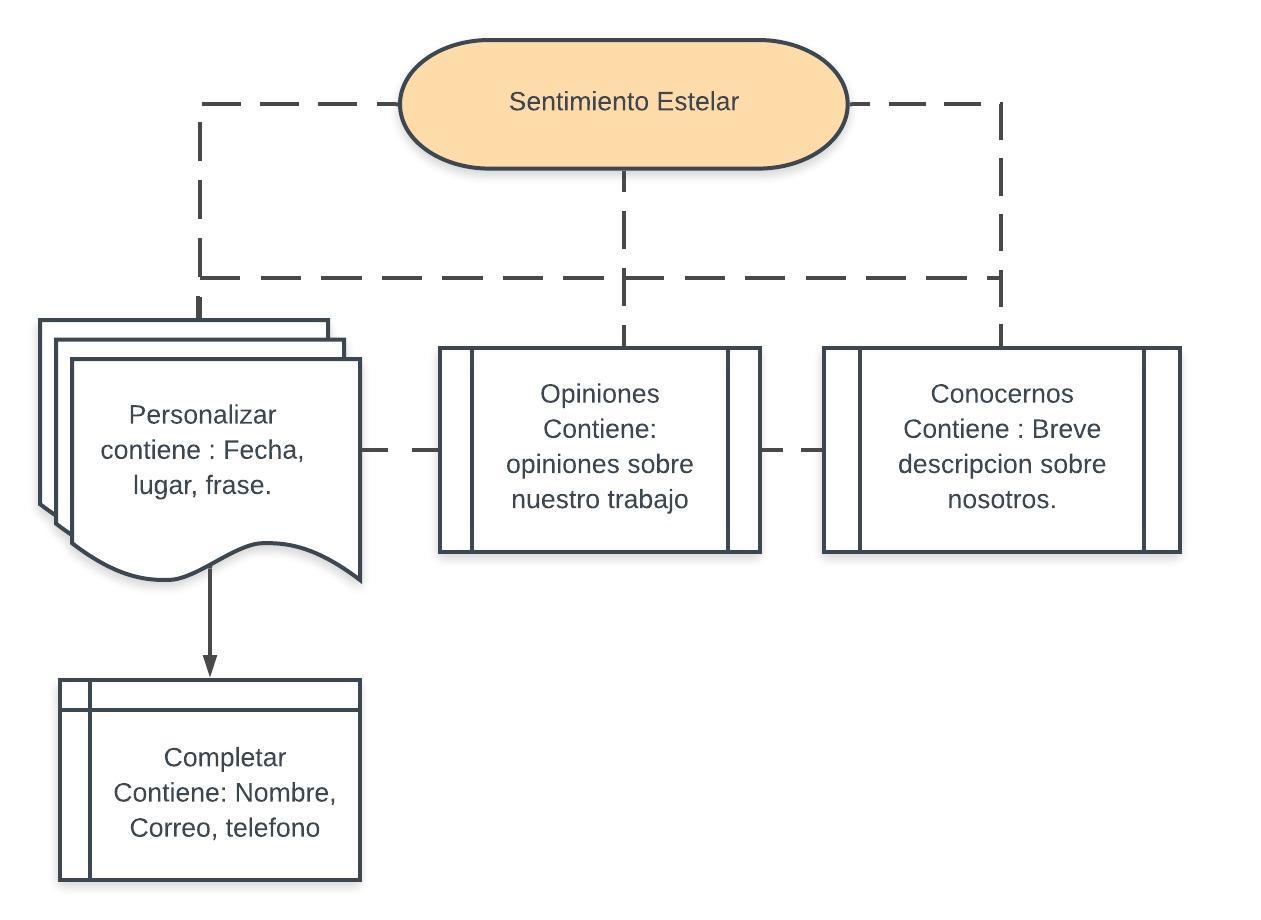 Sentimiento Estelar
Personalizar
contiene : Fecha,
lugar, frase.
Opiniones
Contiene:
opiniones sobre
nuestro trabajo
Conocernos
Contiene : Breve
descripcion sobre
nosotros.
Completar
Contiene: Nombre,
Correo, telefono